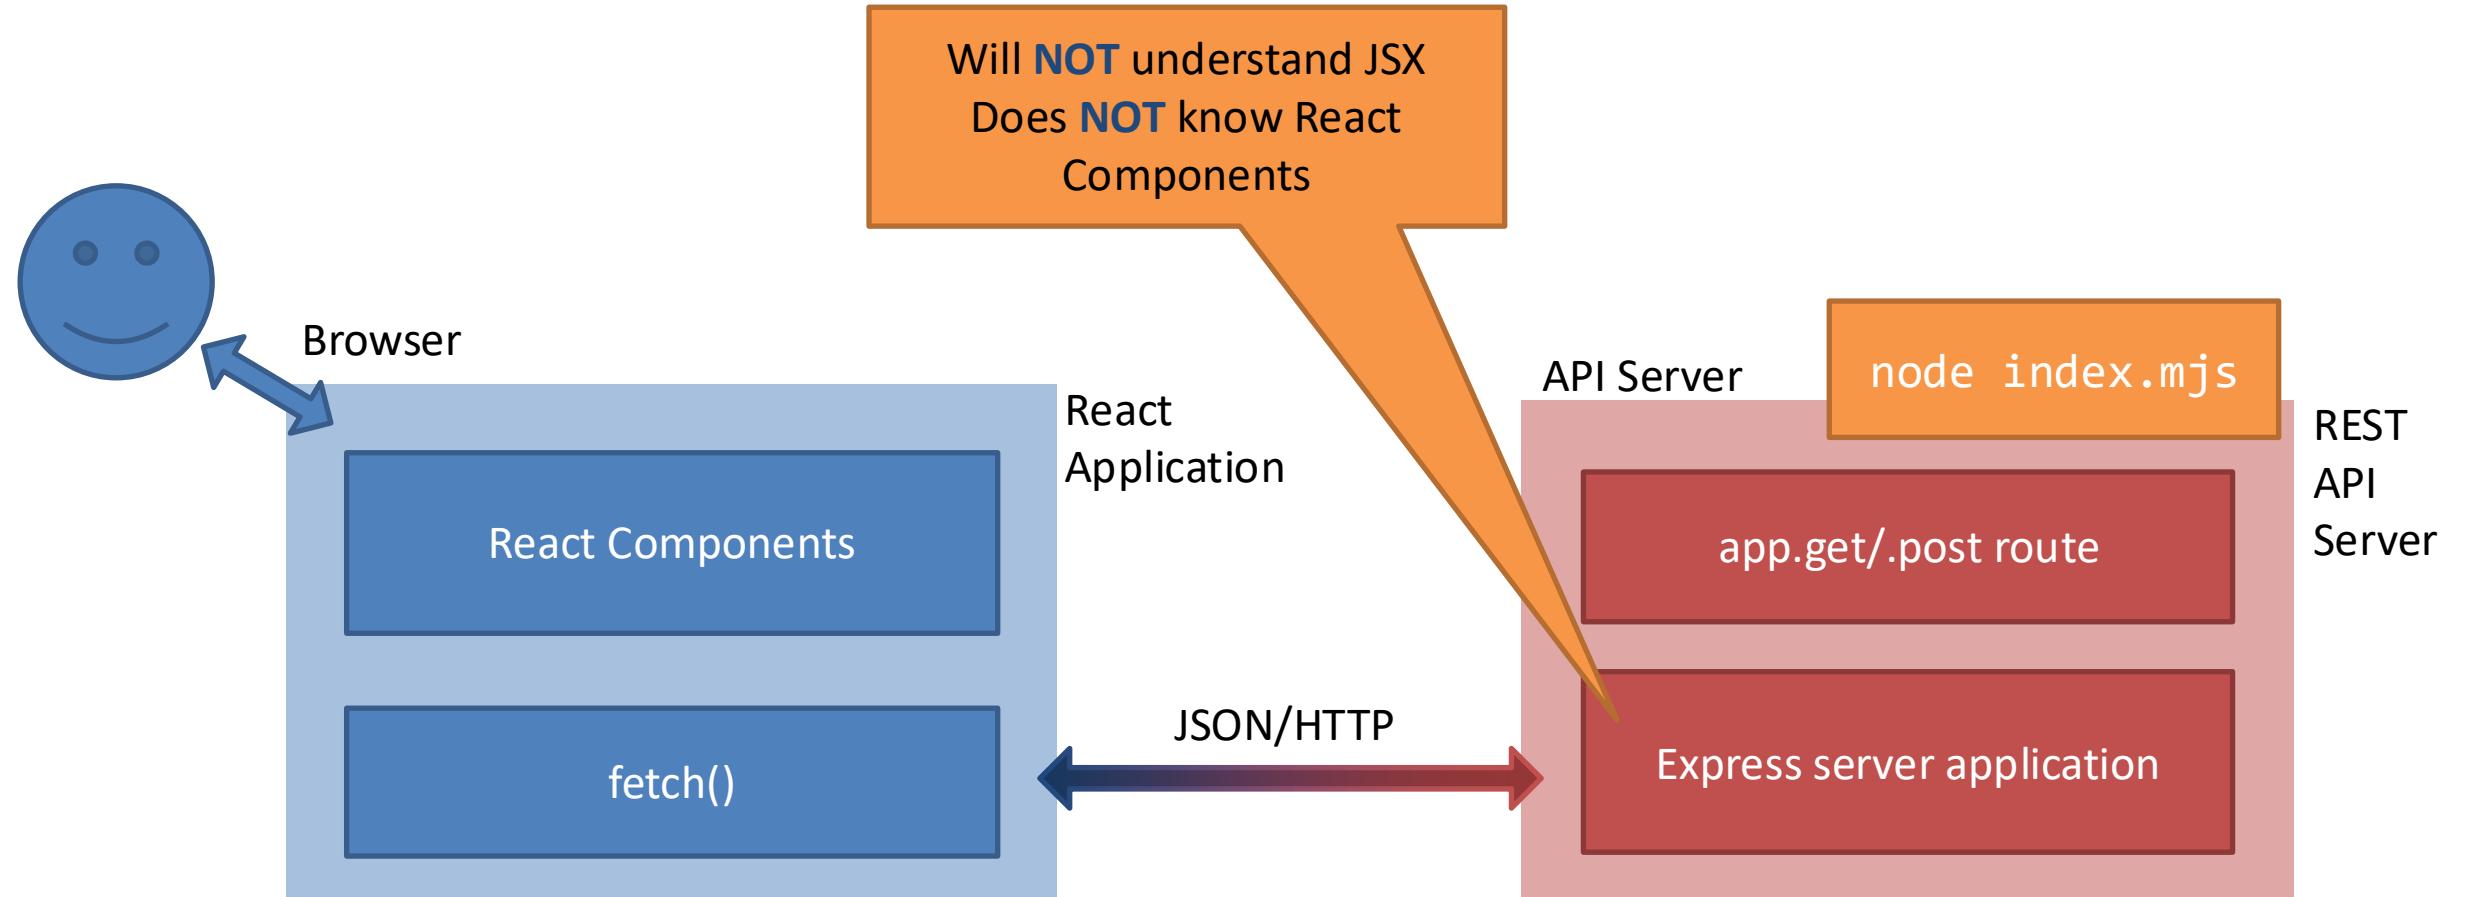 Will NOT understand JSX
Does NOT know React
Components
Browser
React
Application
React Components
fetch()
JSON/HTTP
API Server
node index.mjs
REST
API
Server
app.get/.post route
Express server application